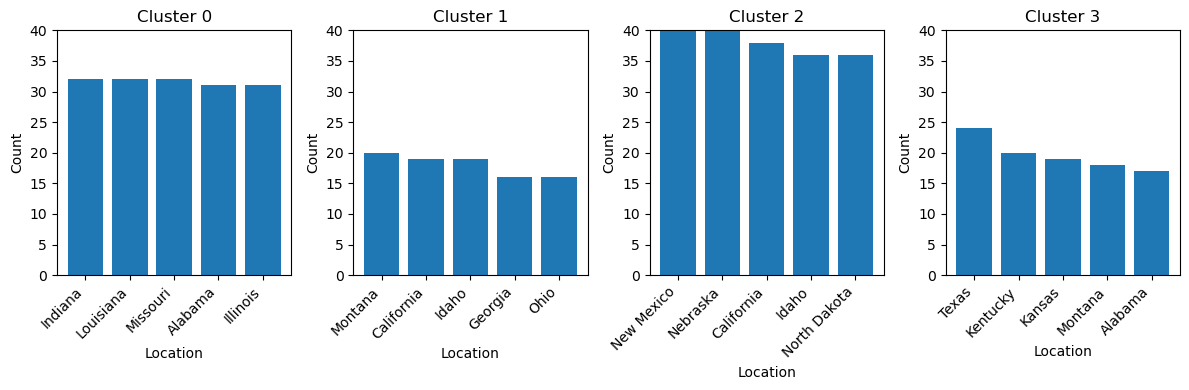 Cluster 0
40
35
30
25
20
15
10
5
0
Count
Indiana
Louisiana
Missouri
Alabama
Illinois
Location
Cluster 1
40
35
30
25
20
15
10
5
0
Count
Montana
California
Idaho
Georgia
Ohio
Location
Cluster 2
40
35
30
25
20
15
10
5
0
Count
New Mexico
Nebraska
California
Idaho
North Dakota
Location
Cluster 3
40
35
30
25
20
15
10
5
0
Count
Texas
Kentucky
Kansas
Montana
Alabama
Location